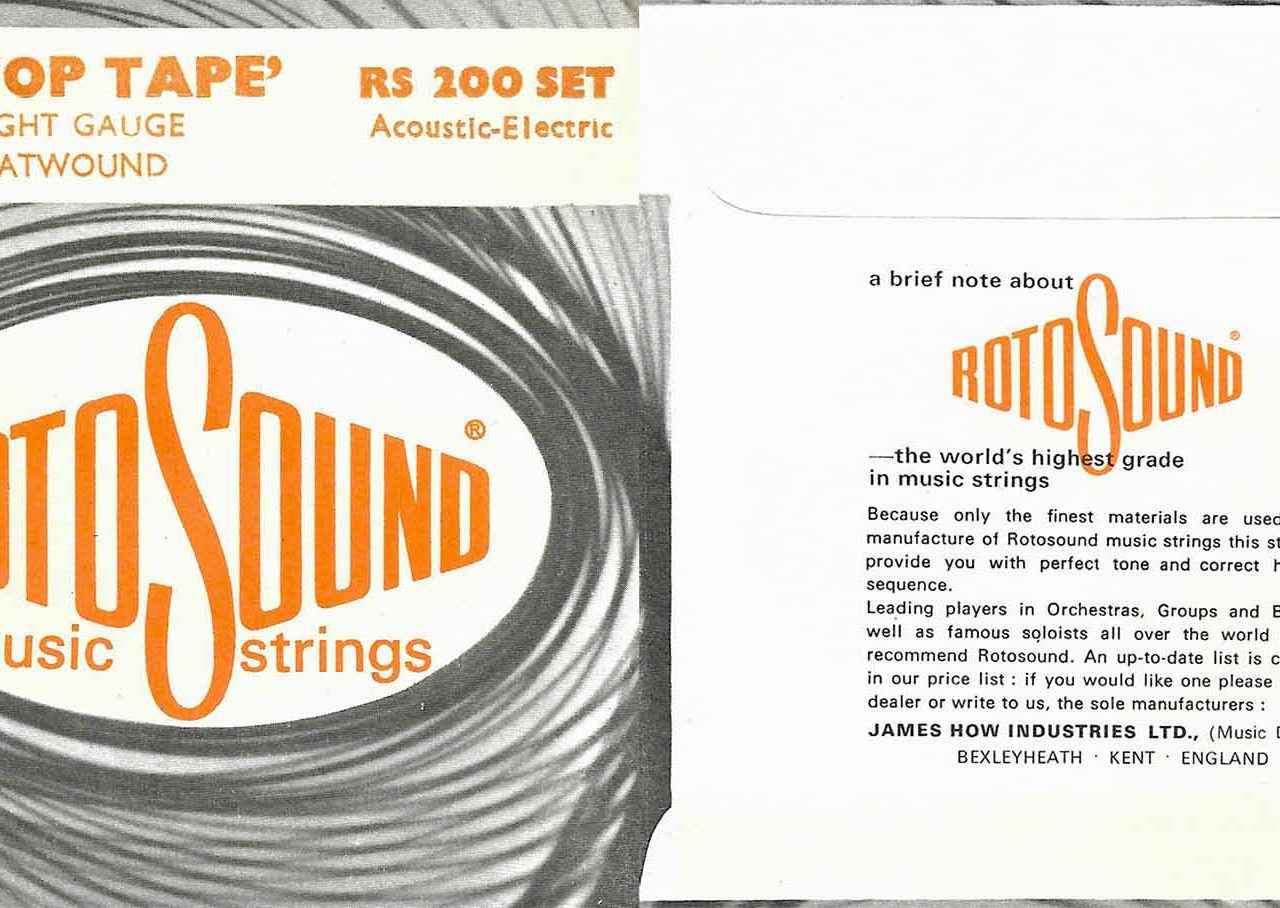 OP TAPE’
GHT GAUGE
ATWOUND
RS 200 SET
Acoustic-Electric
OTOSOUND®
usic strings
a brief note about
ROTOSOUND®
—the world's highest grade
in music strings
Because only the finest materials are used
manufacture of Rotosound music strings this
provide you with perfect tone and correct
sequence.
Leading players in Orchestras, Groups and
well as famous soloists all over the world
recommend Rotosound. An up-to-date list is
in our price list : if you would like one please
dealer or write to us, the sole manufacturers :
JAMES HOW INDUSTRIES LTD., (Music
BEXLEYHEATH · KENT · ENGLAND